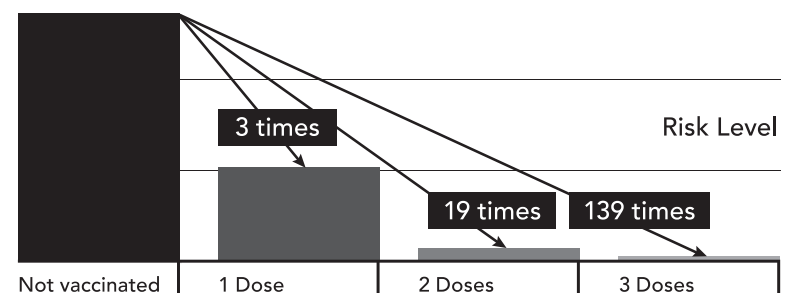 3 times
Risk Level
19 times
139 times
Not vaccinated
1 Dose
2 Doses
3 Doses